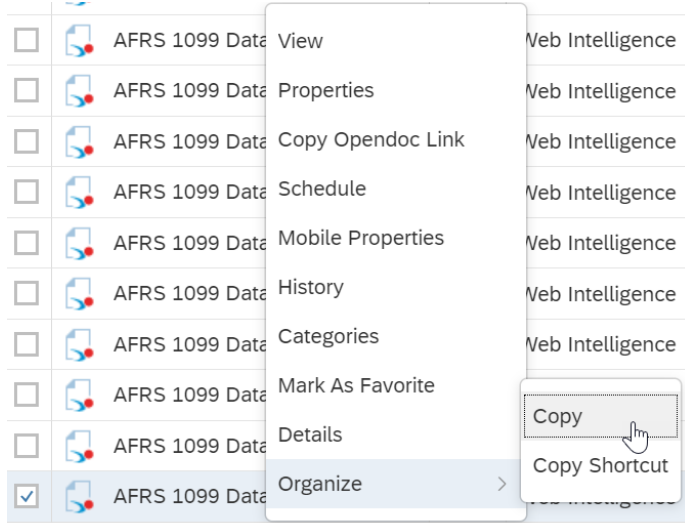 AFRS 1099 Data View Web Intelligence
AFRS 1099 Data Properties Web Intelligence
AFRS 1099 Data Copy Opendoc Link Web Intelligence
AFRS 1099 Data Schedule Web Intelligence
AFRS 1099 Data Mobile Properties Web Intelligence
AFRS 1099 Data History Web Intelligence
AFRS 1099 Data Categories Web Intelligence
AFRS 1099 Data Mark As Favorite
Copy
AFRS 1099 Data Details
Copy Shortcut
AFRS 1099 Data Organize Web Intelligence